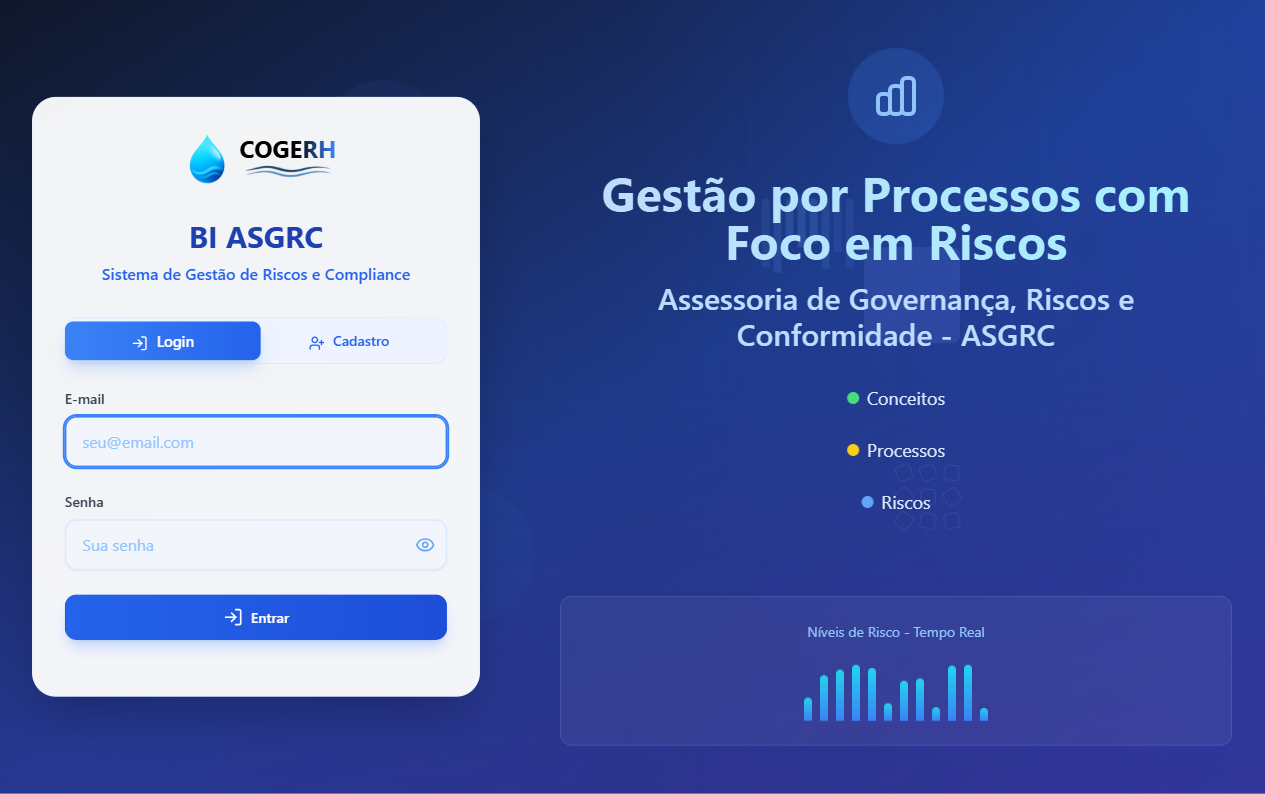 COGERH
BI ASGRC
Sistema de Gestão de Riscos e Compliance
Login
Cadastro
E-mail
seu@email.com
Senha
Sua senha
Entrar
Gestão por Processos com
Foco em Riscos
Assessoria de Governança, Riscos e
Conformidade - ASGRC
Conceitos
Processos
Riscos
Níveis de Risco - Tempo Real